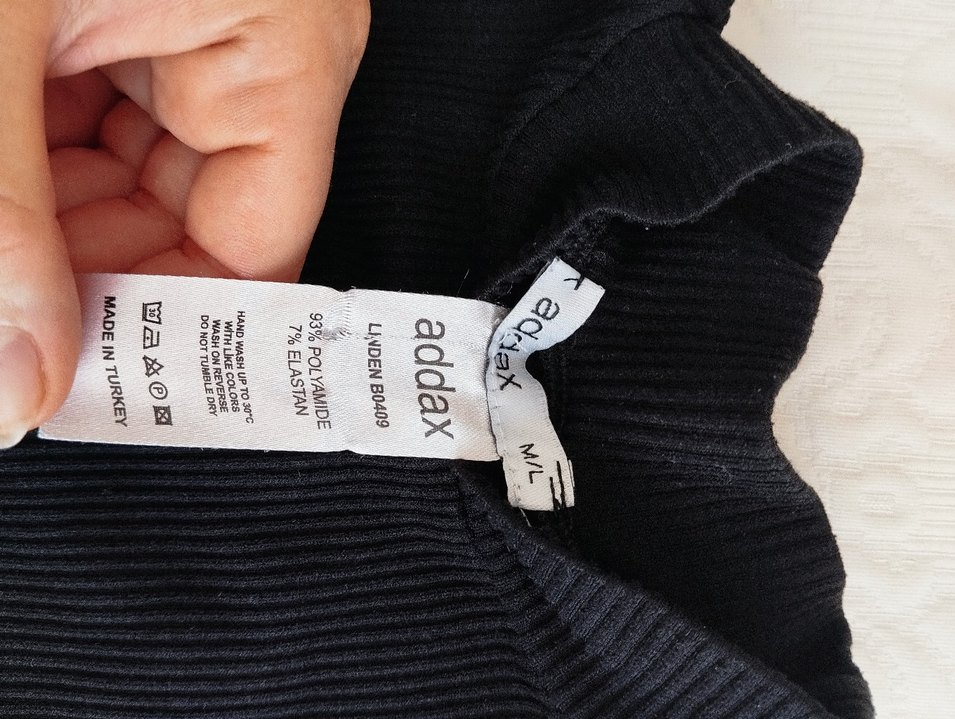 addax
LINDEN B0409
93% POLYAMIDE
7% ELASTAN
HAND WASH UP TO 30°C
WITH LIKE COLORS
WASH ON REVERSE
DO NOT TUMBLE DRY
30 P
MADE IN TURKEY
addax
M/L